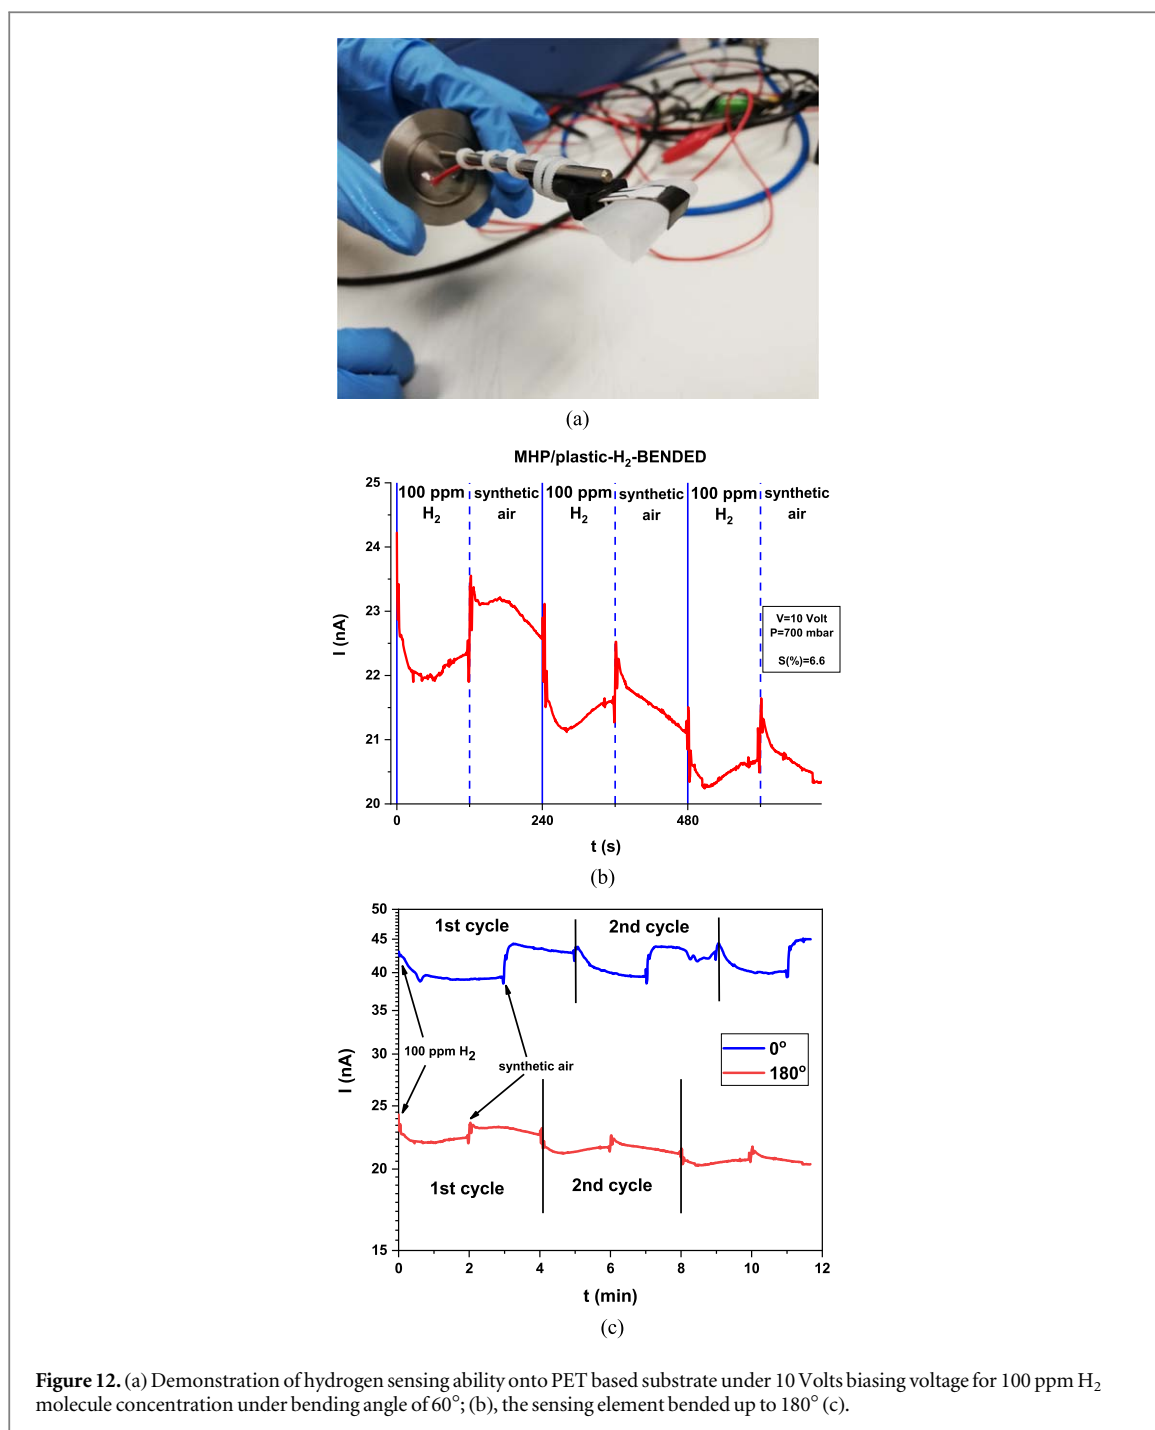 (a)
MHP/plastic-H₂-BENDED
100 ppm H₂ synthetic air 100 ppm H₂ synthetic air 100 ppm H₂ synthetic air
25
24
23
22
21
20
I (nA)
V=10 Volt
P=700 mbar
S(%)=6.6
0 240 480
t (s)
(b)
50
45
40
35
30
25
20
15
I (nA)
1st cycle 2nd cycle
100 ppm H₂
synthetic air
0°
180°
1st cycle 2nd cycle
0 2 4 6 8 10 12
t (min)
(c)
Figure 12. (a) Demonstration of hydrogen sensing ability onto PET based substrate under 10 Volts biasing voltage for 100 ppm H₂
molecule concentration under bending angle of 60°; (b), the sensing element bended up to 180° (c).